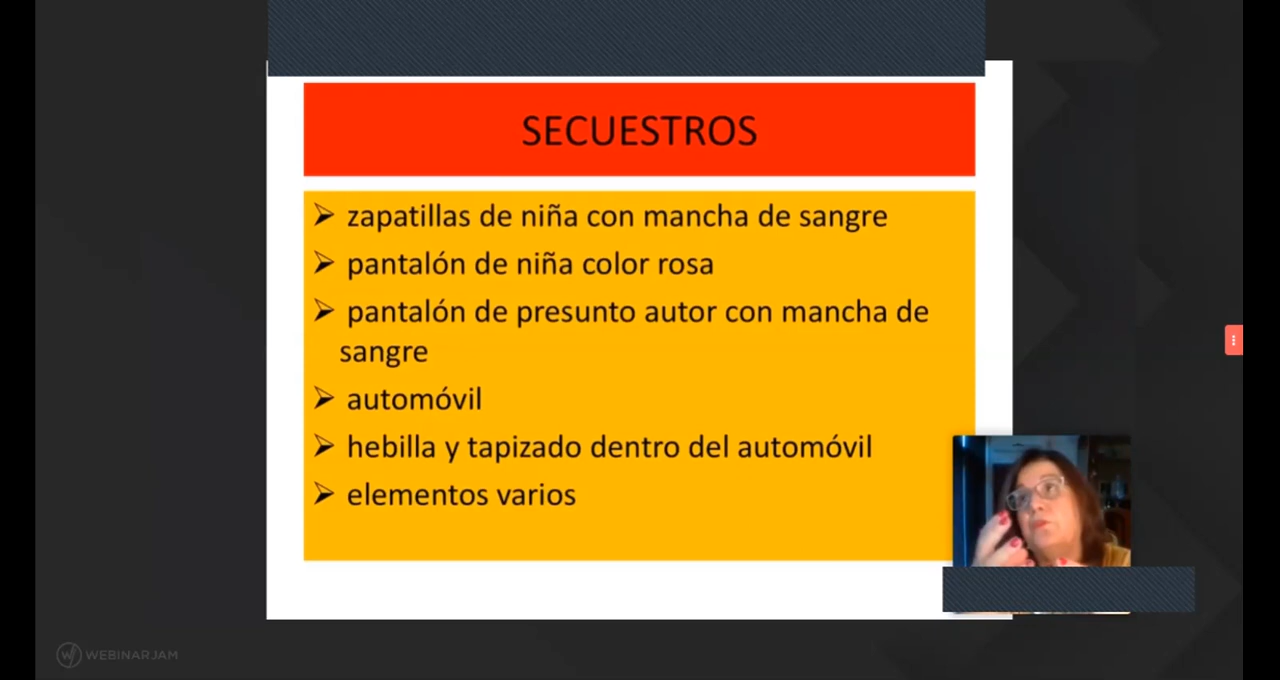 SECUESTROS
➢ zapatillas de niña con mancha de sangre
➢ pantalón de niña color rosa
➢ pantalón de presunto autor con mancha de
sangre
➢ automóvil
➢ hebilla y tapizado dentro del automóvil
➢ elementos varios
WEBINARJAM